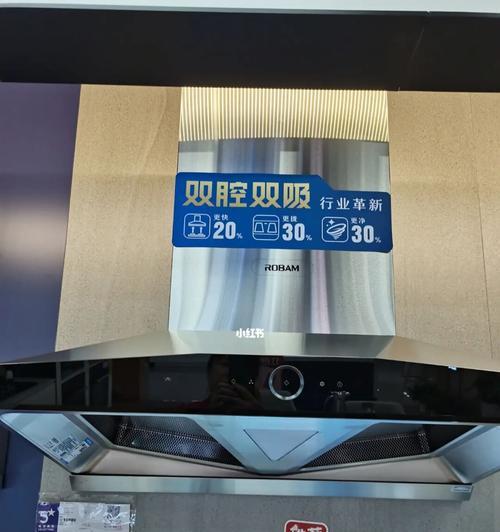 双腔双吸 行业革新
更快 20%
更拢 30%
更净 30%
ROBAM
小红书